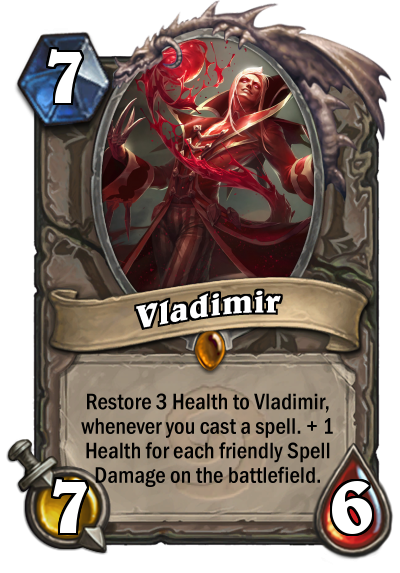 7
Vladimir
Restore 3 Health to Vladimir,
whenever you cast a spell. + 1
Health for each friendly Spell
Damage on the battlefield.
7
6